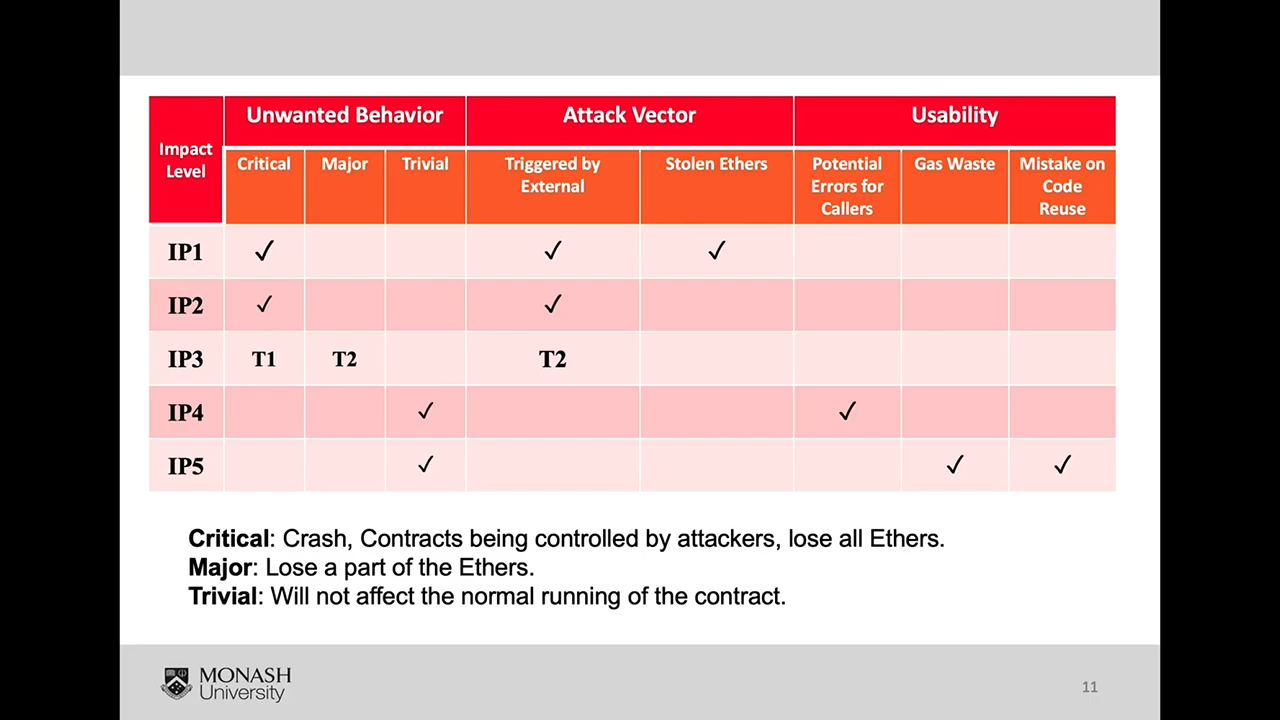 Impact Level Unwanted Behavior Attack Vector Usability
Critical Major Trivial Triggered by External Stolen Ethers Potential Errors for Callers Gas Waste Mistake on Code Reuse
IP1 ✓ ✓ ✓
IP2 ✓ ✓
IP3 T1 T2 T2
IP4 ✓ ✓
IP5 ✓ ✓ ✓
Critical: Crash, Contracts being controlled by attackers, lose all Ethers.
Major: Lose a part of the Ethers.
Trivial: Will not affect the normal running of the contract.
MONASH
University
11